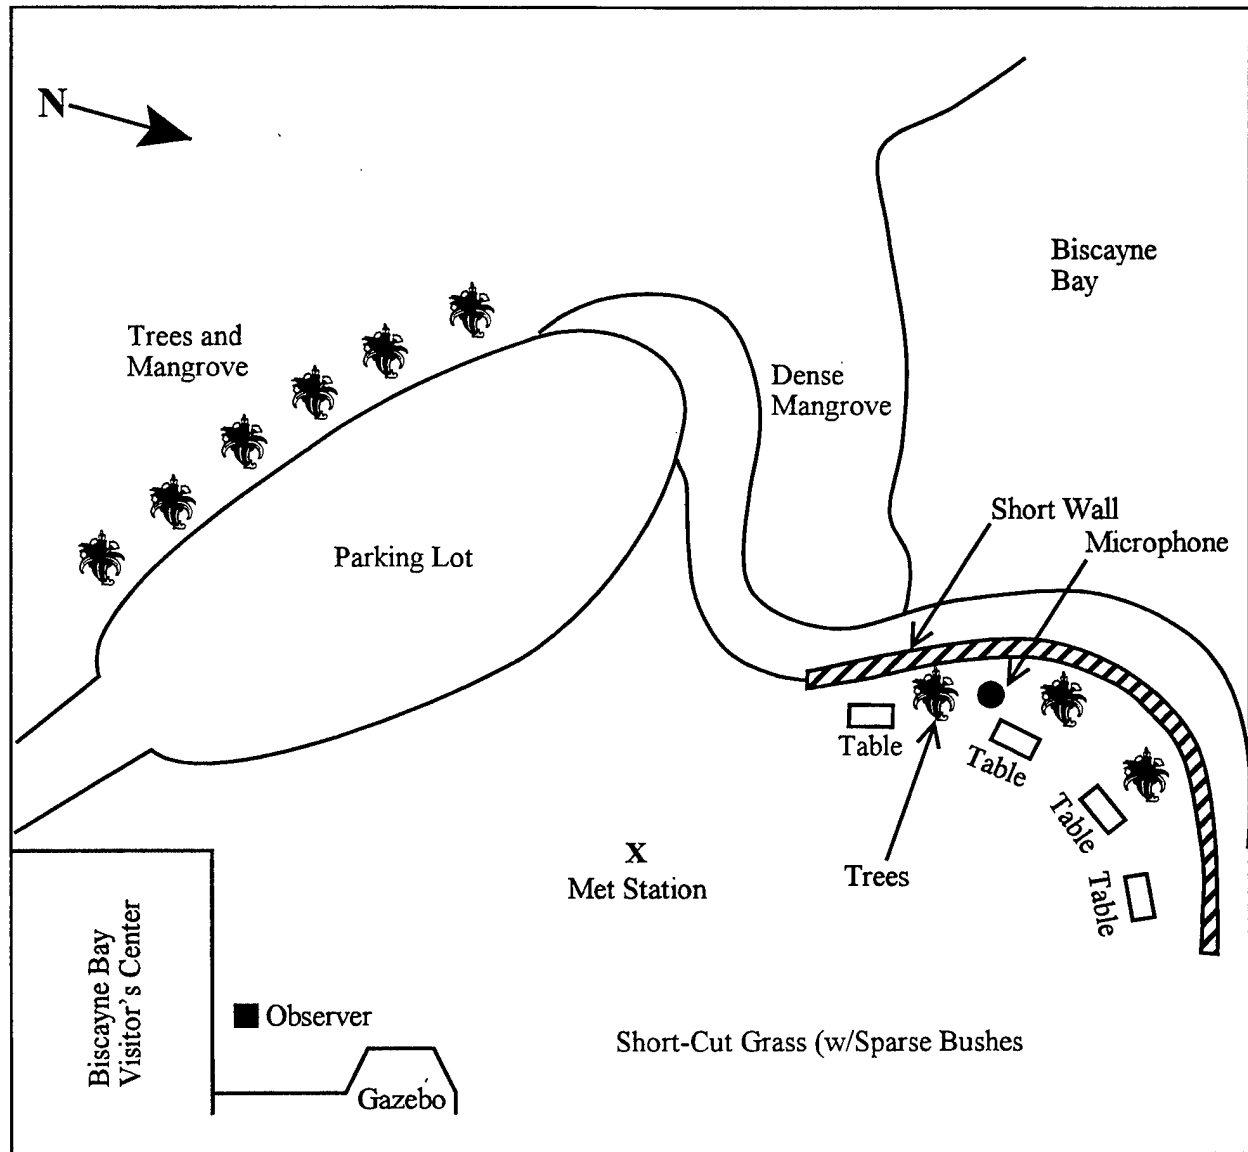 N
Biscayne
Bay
Trees and
Mangrove
Dense
Mangrove
Short Wall
Microphone
Parking Lot
Table
Table
Table
Table
Trees
X
Met Station
Biscayne Bay
Visitor's Center
Observer
Short-Cut Grass (w/Sparse Bushes
Gazebo